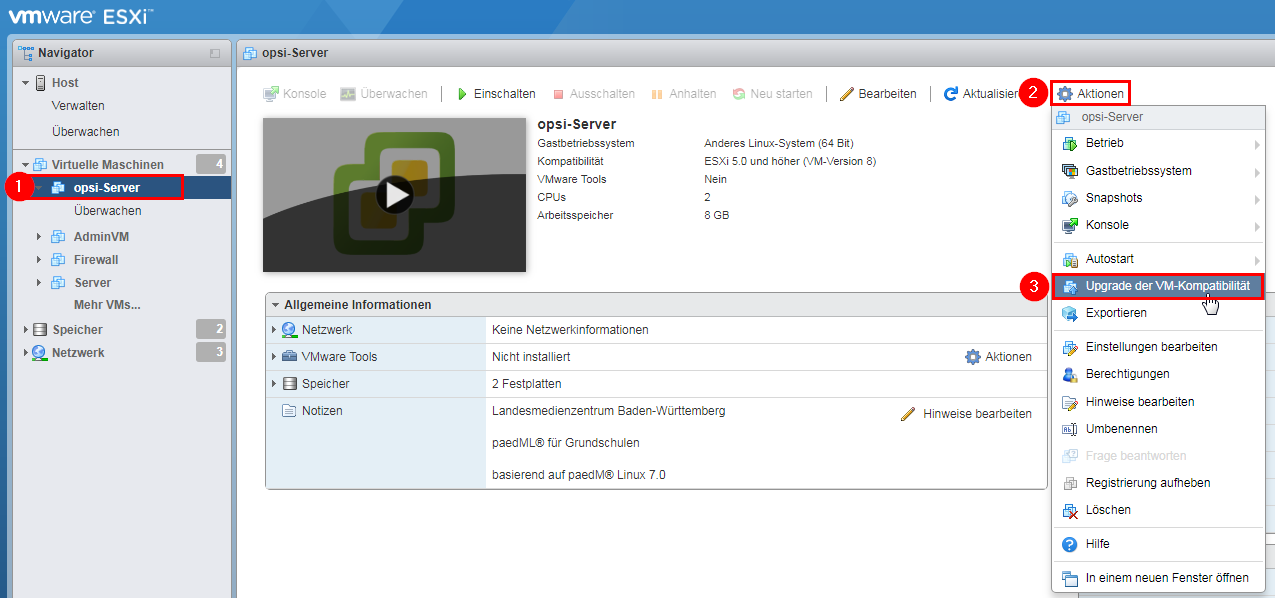 vmware ESXi™
Navigator
Host
Verwalten
Überwachen
Virtuelle Maschinen 4
1 opsi-Server
Überwachen
AdminVM
Firewall
Server
Mehr VMs...
Speicher 2
Netzwerk 3
opsi-Server
Konsole Überwachen Einschalten Ausschalten Anhalten Neu starten Bearbeiten Aktualisier 2 Aktionen
opsi-Server
Gastbetriebssystem Anderes Linux-System (64 Bit)
Kompatibilität ESXi 5.0 und höher (VM-Version 8)
VMware Tools Nein
CPUs 2
Arbeitsspeicher 8 GB
Allgemeine Informationen
Netzwerk Keine Netzwerkinformationen
VMware Tools Nicht installiert Aktionen
Speicher 2 Festplatten
Notizen Landesmedienzentrum Baden-Württemberg Hinweise bearbeiten
paedML® für Grundschulen
basierend auf paedM® Linux 7.0
opsi-Server
Betrieb
Gastbetriebssystem
Snapshots
Konsole
Autostart
3 Upgrade der VM-Kompatibilität
Exportieren
Einstellungen bearbeiten
Berechtigungen
Hinweise bearbeiten
Umbenennen
Frage beantworten
Registrierung aufheben
Löschen
Hilfe
In einem neuen Fenster öffnen